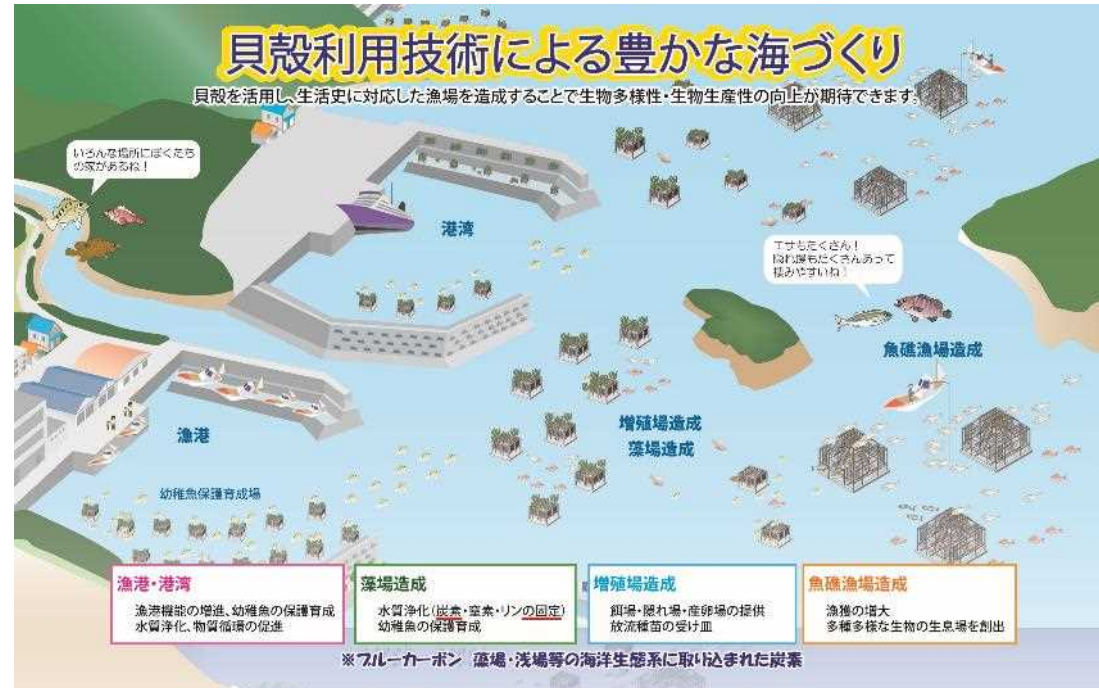 貝殻利用技術による豊かな海づくり
貝殻を活用し、生活史に対応した漁場を造成することで生物多様性・生物生産性の向上が期待できます。
いろんな場所にぼくたち
の家があるね！
港湾
エサもたくさん！
隠れ場もたくさんあって
棲みやすいね！
魚礁漁場造成
増殖場造成
藻場造成
漁港
幼稚魚保護育成場
漁港・港湾
漁港機能の増進、幼稚魚の保護育成
水質浄化、物質循環の促進
藻場造成
水質浄化(炭素・窒素・リンの固定)
幼稚魚の保護育成
増殖場造成
餌場・隠れ場・産卵場の提供
放流種苗の受け皿
魚礁漁場造成
漁獲の増大
多種多様な生物の生息場を創出
※ブルーカーボン 藻場・浅場等の海洋生態系に取り込まれた炭素